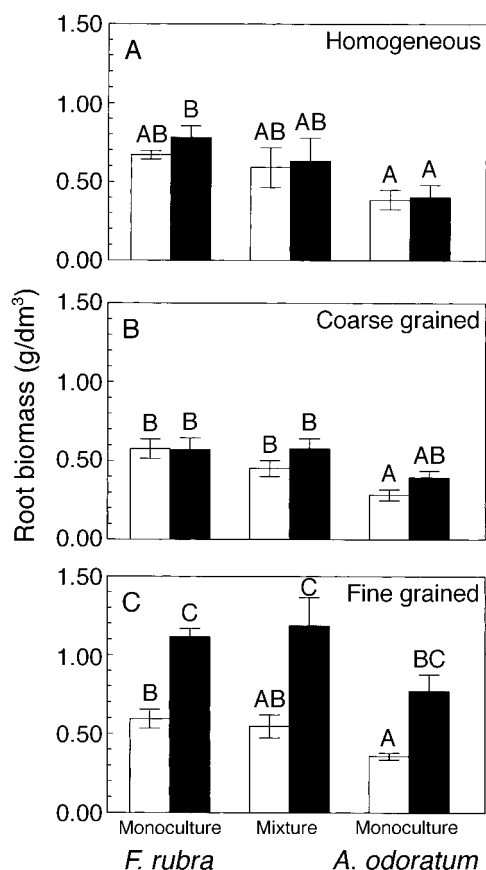 1.50
A
Homogeneous
1.00
AB
B
AB
AB
A
A
0.50
0.00
Root biomass (g/dm³)
1.50
B
Coarse grained
1.00
B
B
B
B
A
AB
0.50
0.00
1.50
C
Fine grained
B
C
AB
C
A
BC
1.00
0.50
0.00
Monoculture Mixture Monoculture
F. rubra A. odoratum